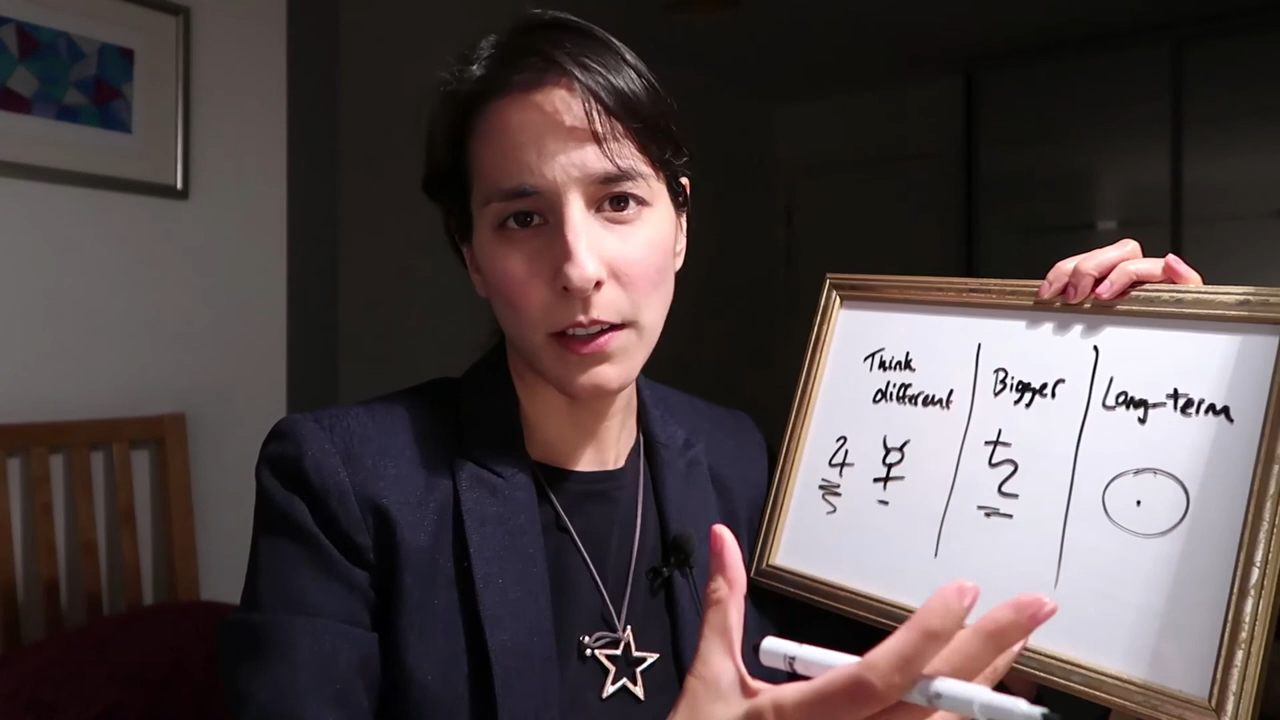 Think
different
Bigger
Long-term
♃ ☿
♄
☉